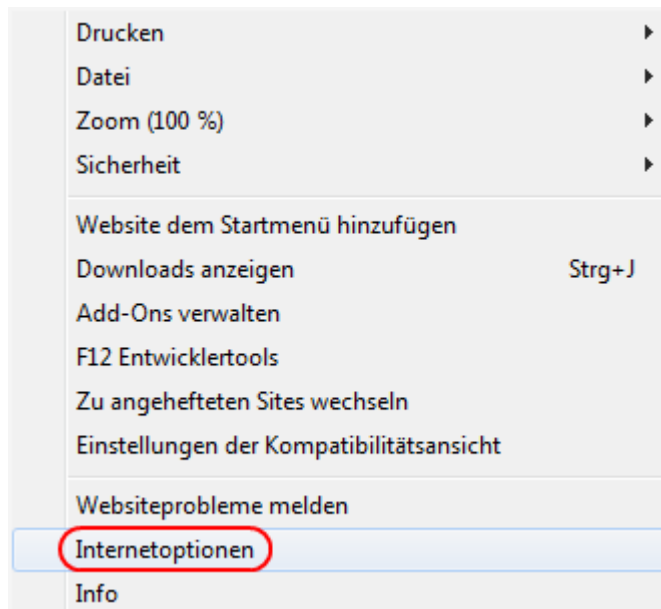 Drucken
Datei
Zoom (100 %)
Sicherheit
Website dem Startmenü hinzufügen
Downloads anzeigen Strg+J
Add-Ons verwalten
F12 Entwicklertools
Zu angehefteten Sites wechseln
Einstellungen der Kompatibilitätsansicht
Websiteprobleme melden
Internetoptionen
Info